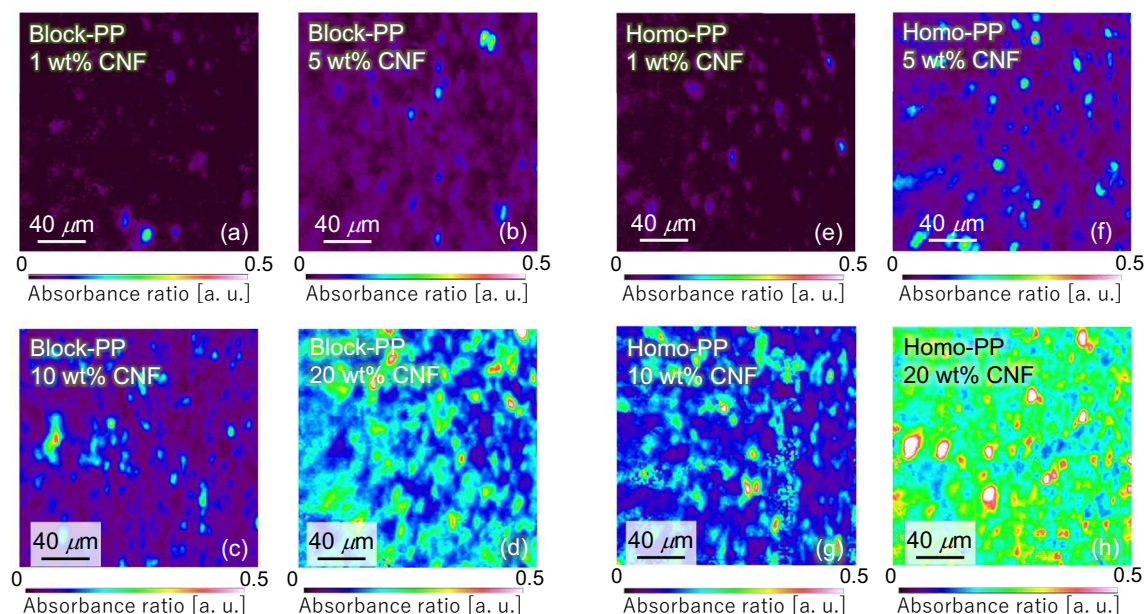 Block-PP
1 wt% CNF
40 μm
(a)
0
0.5
Absorbance ratio [a. u.]
Block-PP
5 wt% CNF
40 μm
(b)
0
0.5
Absorbance ratio [a. u.]
Homo-PP
1 wt% CNF
40 μm
(e)
0
0.5
Absorbance ratio [a. u.]
Homo-PP
5 wt% CNF
40 μm
(f)
0
0.5
Absorbance ratio [a. u.]
Block-PP
10 wt% CNF
40 μm
(c)
0
0.5
Absorbance ratio [a. u.]
Block-PP
20 wt% CNF
40 μm
(d)
0
0.5
Absorbance ratio [a. u.]
Homo-PP
10 wt% CNF
40 μm
(g)
0
0.5
Absorbance ratio [a. u.]
Homo-PP
20 wt% CNF
40 μm
(h)
0
0.5
Absorbance ratio [a. u.]